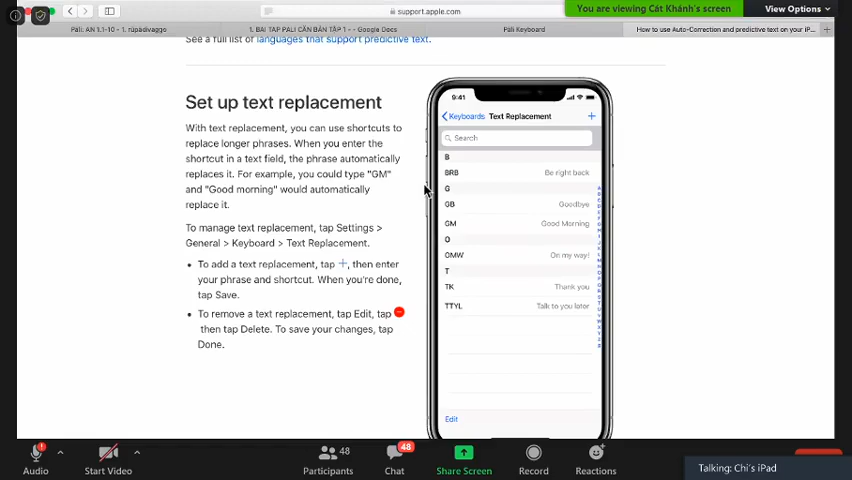 support.apple.com
You are viewing Cát Khánh's screen
View Options
Pali: AN 1.1-10 - 1. rūpādivaggo
1. BAI TAP PALI CĂN BẢN TẬP 1 - - Google Docs
Pāli Keyboard
How to use Auto-Correction and predictive text on your iP...
See a full list of languages that support predictive text.
Set up text replacement
With text replacement, you can use shortcuts to
replace longer phrases. When you enter the
shortcut in a text field, the phrase automatically
replaces it. For example, you could type "GM"
and "Good morning" would automatically
replace it.
To manage text replacement, tap Settings >
General > Keyboard > Text Replacement.
• To add a text replacement, tap +, then enter
your phrase and shortcut. When you're done,
tap Save.
• To remove a text replacement, tap Edit, tap
then tap Delete. To save your changes, tap
Done.
9:41
Keyboards Text Replacement +
Search
B
BRB Be right back
G
GB Goodbye
GM Good Morning
O
OMW On my way!
T
TK Thank you
TTYL Talk to you later
Edit
Audio
Start Video
48
Participants
48
Chat
Share Screen
Record
Reactions
Talking: Chi's iPad